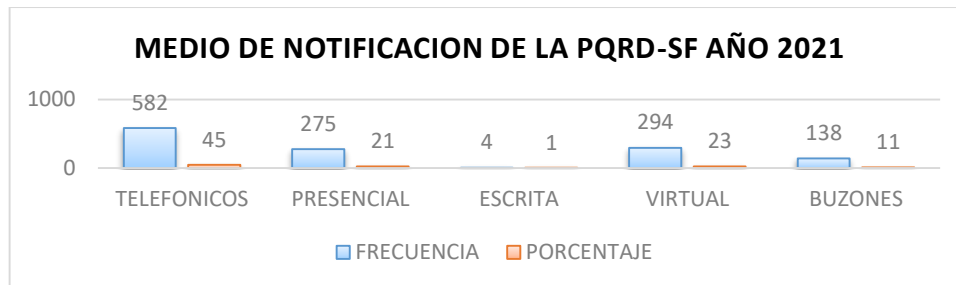 MEDIO DE NOTIFICACION DE LA PQRD-SF AÑO 2021
1000
0
582
45
275
21
4
1
294
23
138
11
TELEFONICOS
PRESENCIAL
ESCRITA
VIRTUAL
BUZONES
FRECUENCIA
PORCENTAJE